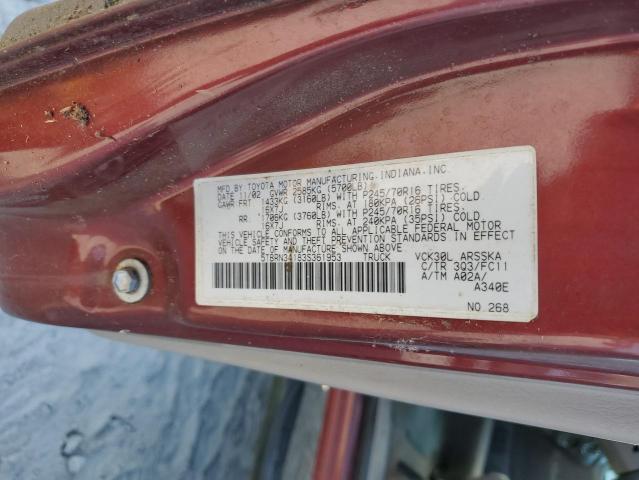 MFD.BY TOYOTA MOTOR MANUFACTURING.INDIANA.INC.
DATE 11/02 GVWR 2585KG (5700LB)
GAWR FRT 1433KG (3160LB) WITH P245/70R16 TIRES.
16X7J RIMS. AT 180KPA (26PSI) COLD
RR 1706KG (3760LB) WITH P245/70R16 TIRES.
16X7J RIMS. AT 240KPA (35PSI) COLD
THIS VEHICLE CONFORMS TO ALL APPLICABLE FEDERAL MOTOR
VEHICLE SAFETY AND THEFT PREVENTION STANDARDS IN EFFECT
ON THE DATE OF MANUFACTURE SHOWN ABOVE.
5TBRN34183S361953 TRUCK
VCK30L ARSSKA
C/TR 3Q3/FC11
A/TM A02A/
A340E
NO.268